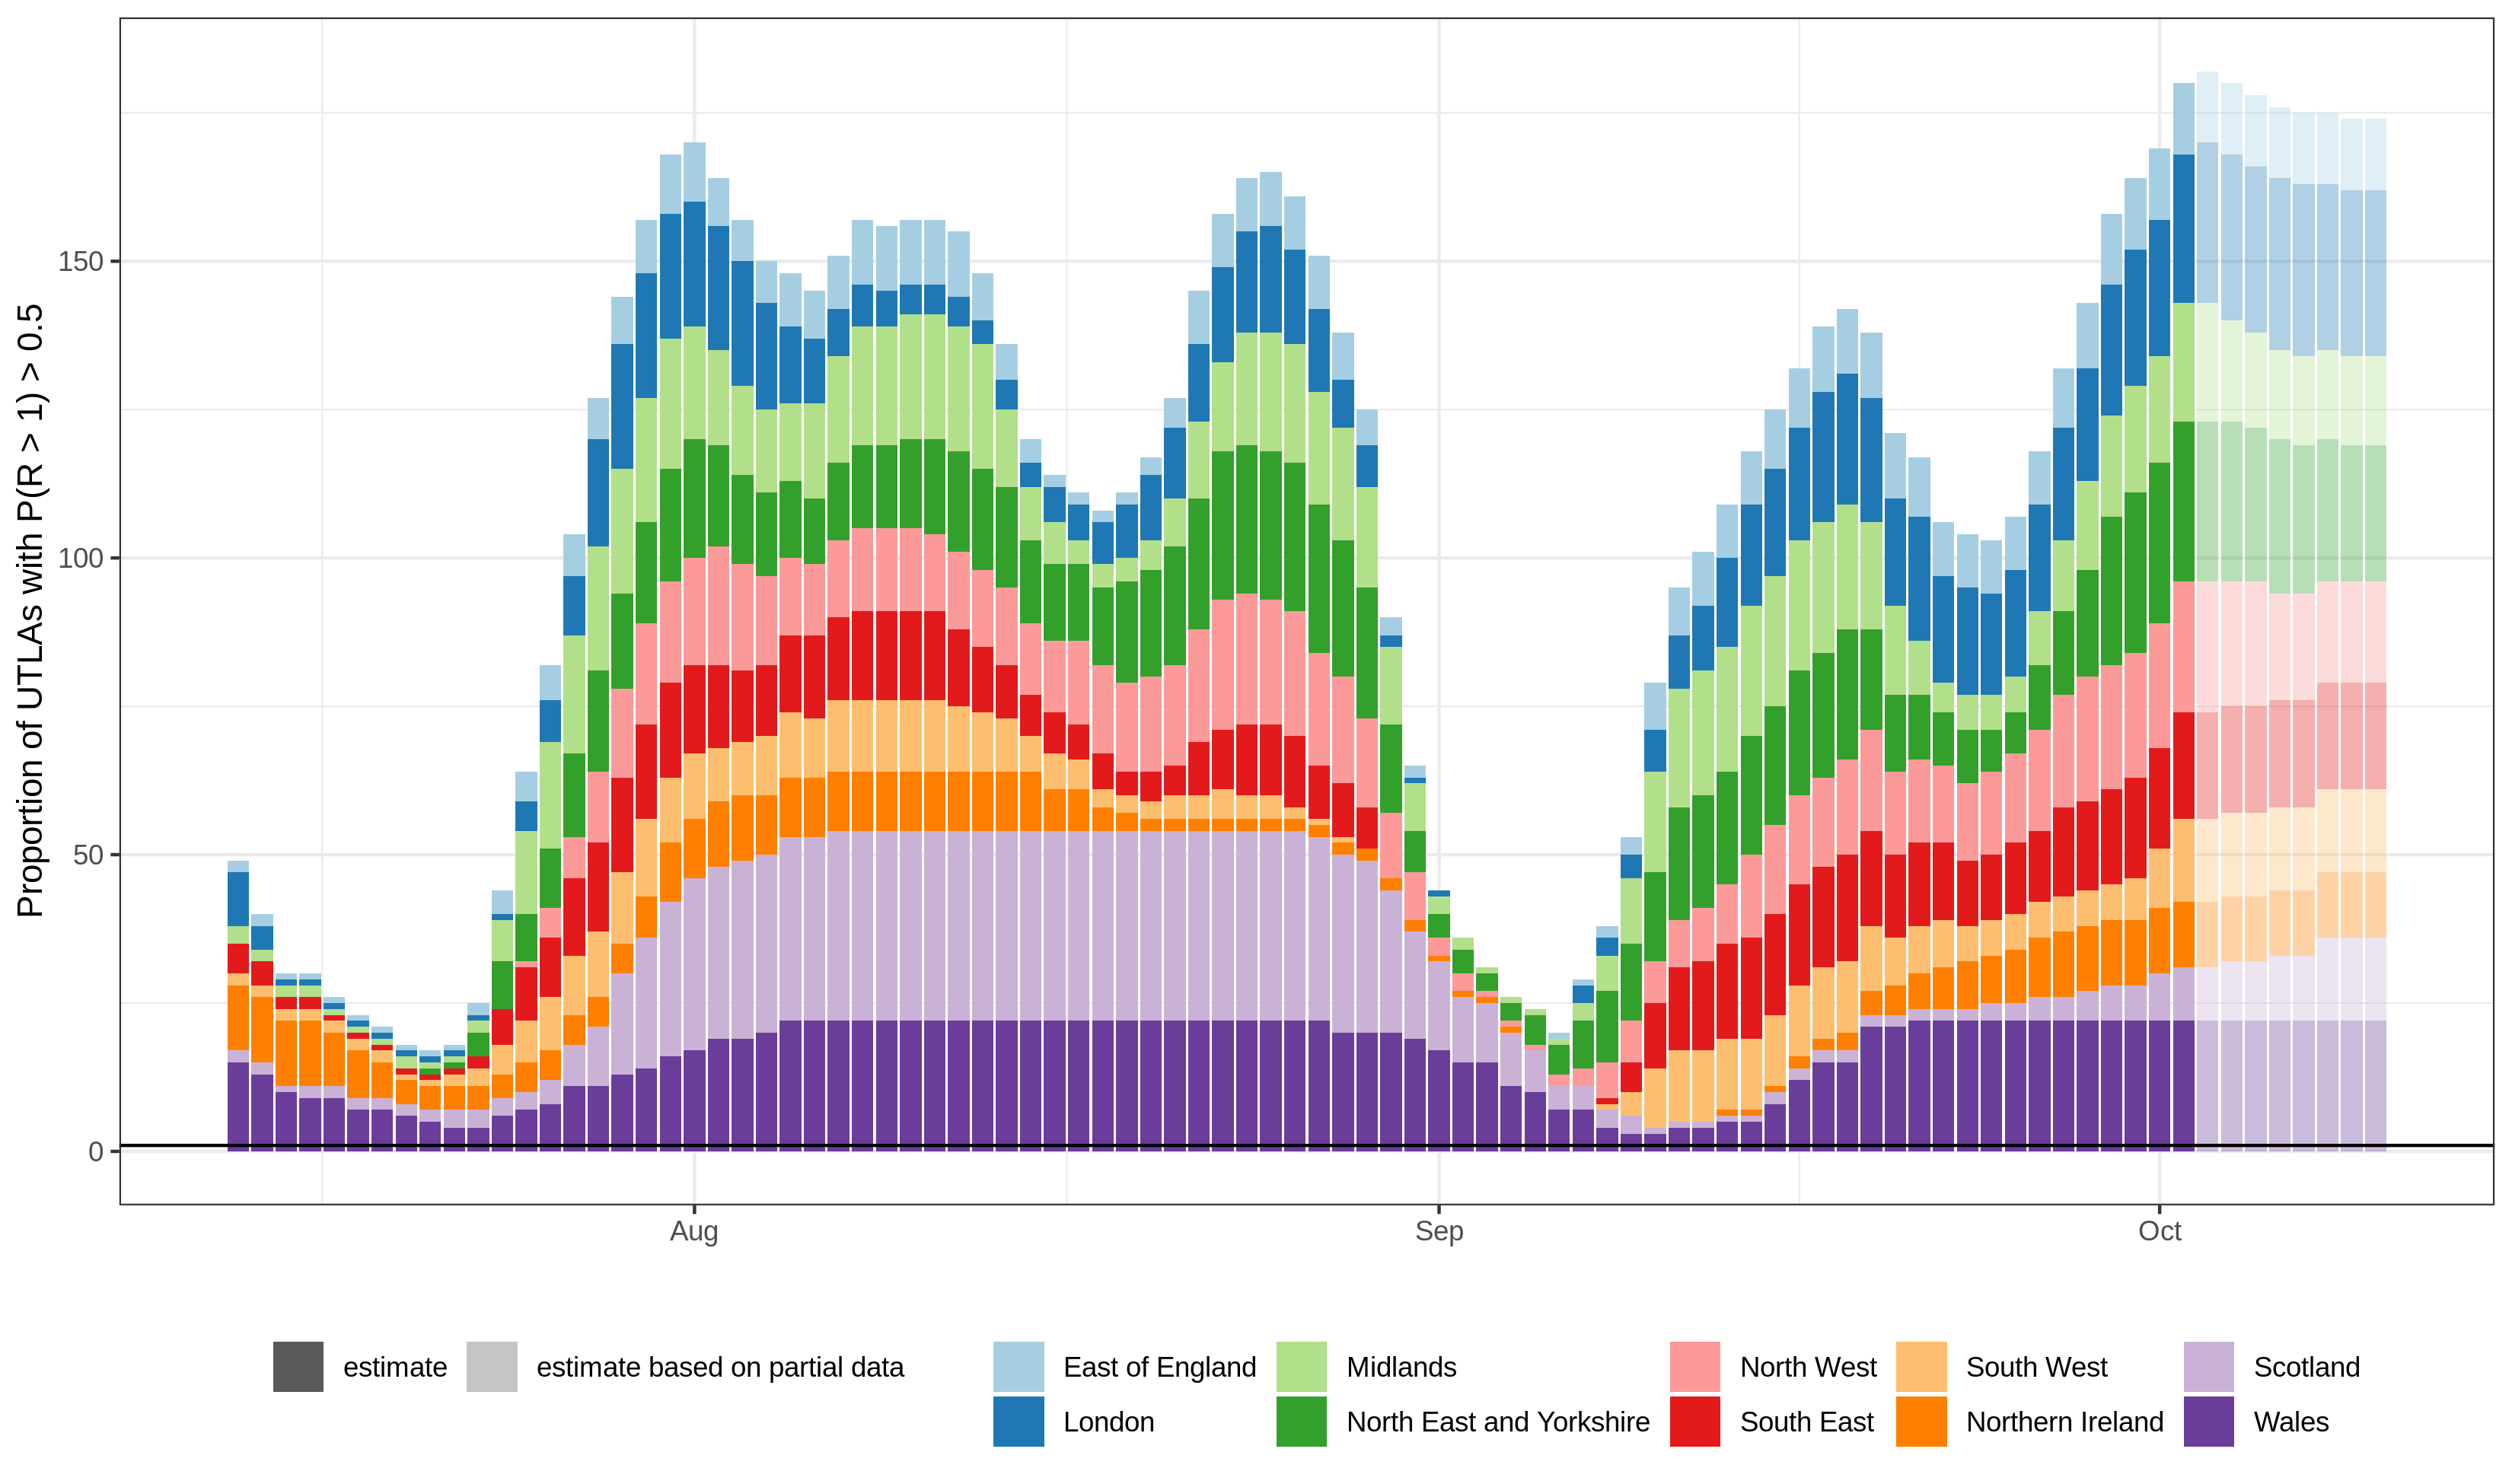 Proportion of UTLAs with P(R > 1) > 0.5
150
100
50
0
Aug Sep Oct
estimate estimate based on partial data East of England Midlands North West South West Scotland
London North East and Yorkshire South East Northern Ireland Wales